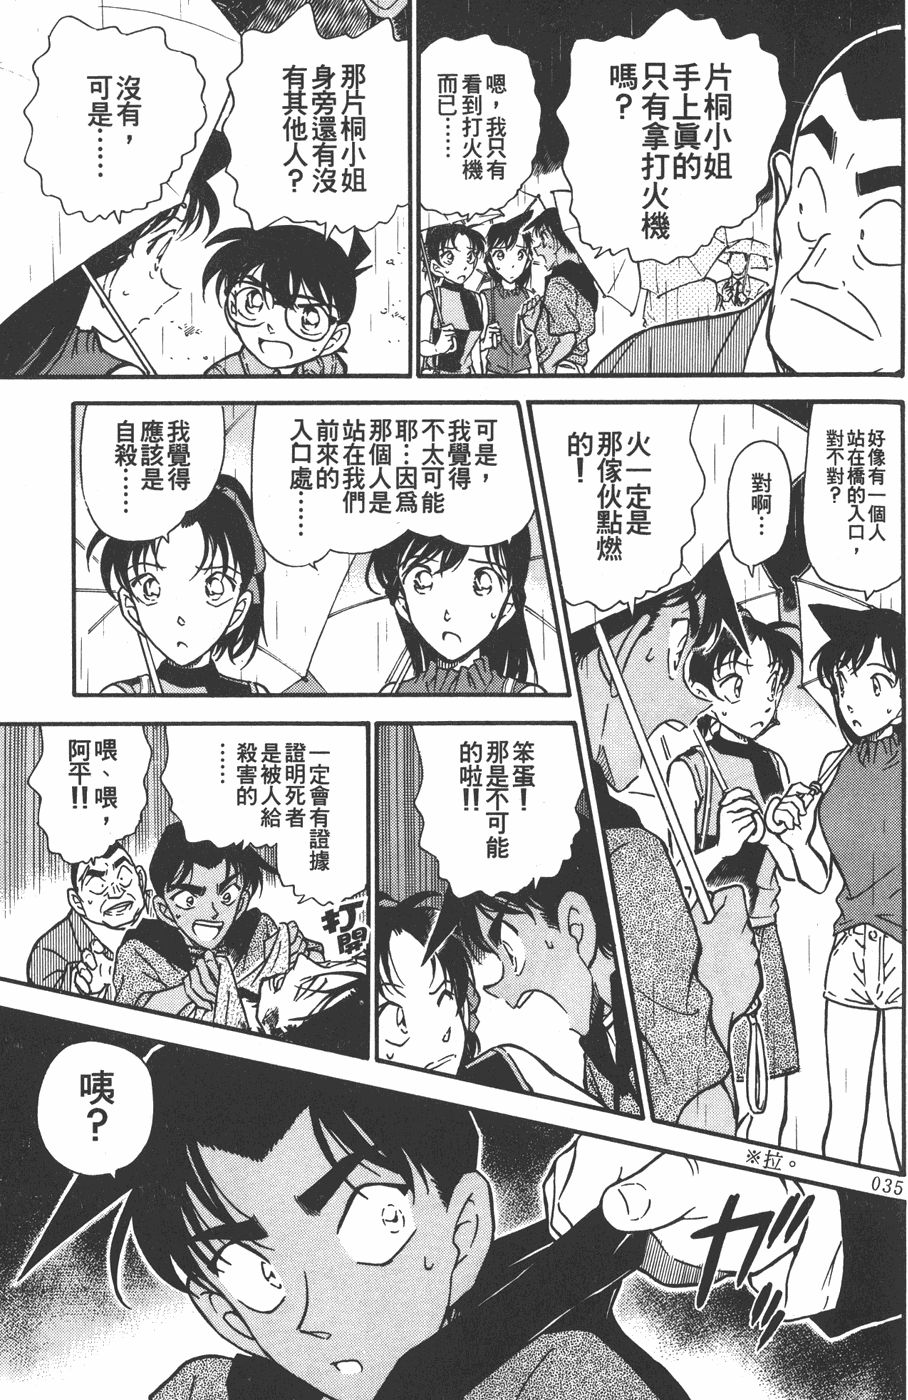 片桐小姐
手上真的
只有拿打火機
嗎？
嗯，我只有
看到打火機
而已……
那片桐小姐
身旁還有沒
有其他人？
沒有，
可是……
好像有一個人
站在橋的入口，
對不對？
對啊…
火一定是
那傢伙點燃
的！
可是，
我覺得
不太可能
耶…因為
那個人是
站在我們
前來的
入口處……
我覺得
應該是
自殺……
笨蛋！
那是不可能
的啦!!
一定會有證據
證明死者
是被人給
殺害的
……
打開
喂、喂，
阿平!!
咦？
※拉。
ガッ
035